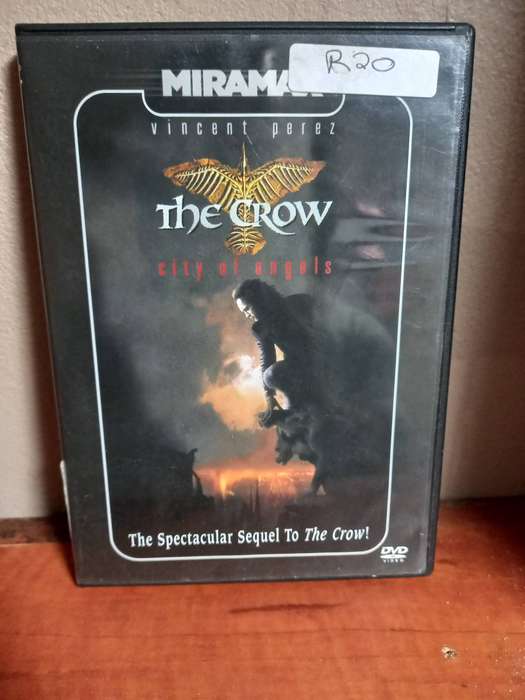 R20
MIRAMAX
vincent perez
The CROW
city of angels
The Spectacular Sequel To The Crow!
DVD
VIDEO